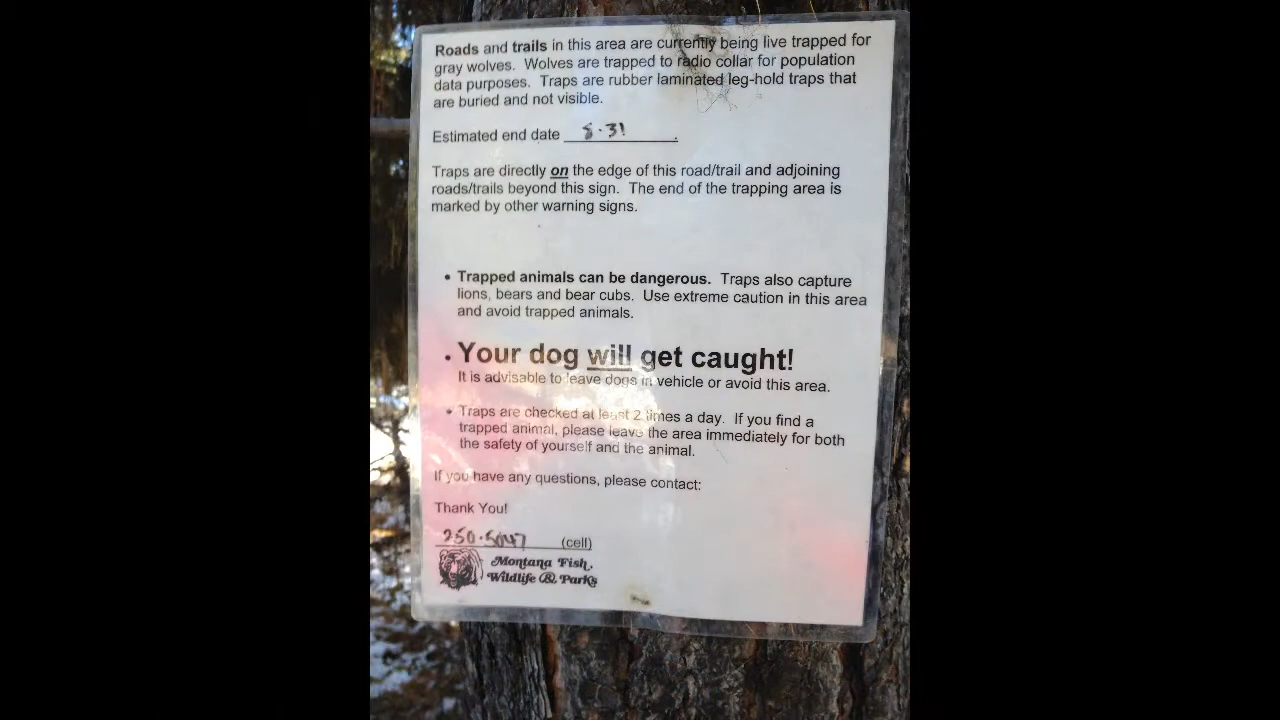 Roads and trails in this area are currently being live trapped for
gray wolves. Wolves are trapped to radio collar for population
data purposes. Traps are rubber laminated leg-hold traps that
are buried and not visible.
Estimated end date 8.31.
Traps are directly on the edge of this road/trail and adjoining
roads/trails beyond this sign. The end of the trapping area is
marked by other warning signs.
• Trapped animals can be dangerous. Traps also capture
lions, bears and bear cubs. Use extreme caution in this area
and avoid trapped animals.
• Your dog will get caught!
It is advisable to leave dogs in vehicle or avoid this area.
• Traps are checked at least 2 times a day. If you find a
trapped animal, please leave the area immediately for both
the safety of yourself and the animal.
If you have any questions, please contact:
Thank You!
250.5047 (cell)
Montana Fish,
Wildlife & Parks